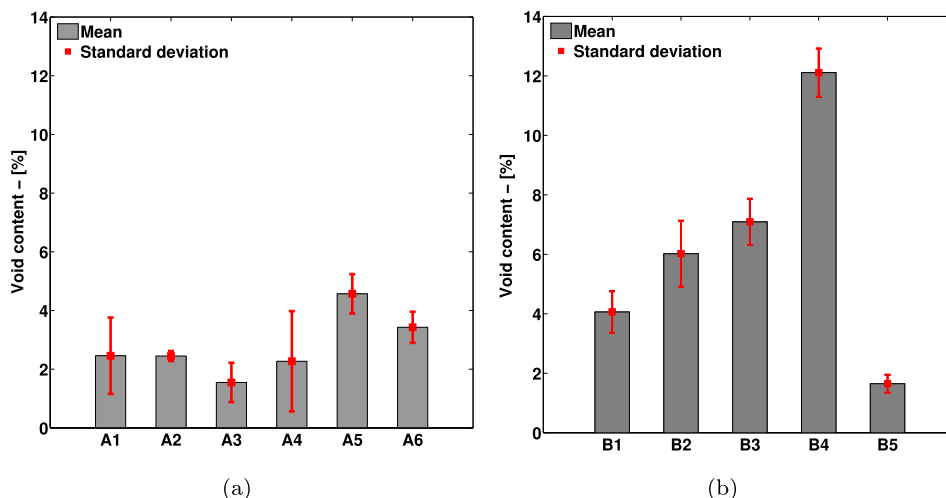 14
12
10
8
6
4
2
0
Void content − [%]
Mean
Standard deviation
A1 A2 A3 A4 A5 A6
(a)
14
12
10
8
6
4
2
0
Void content − [%]
Mean
Standard deviation
B1 B2 B3 B4 B5
(b)